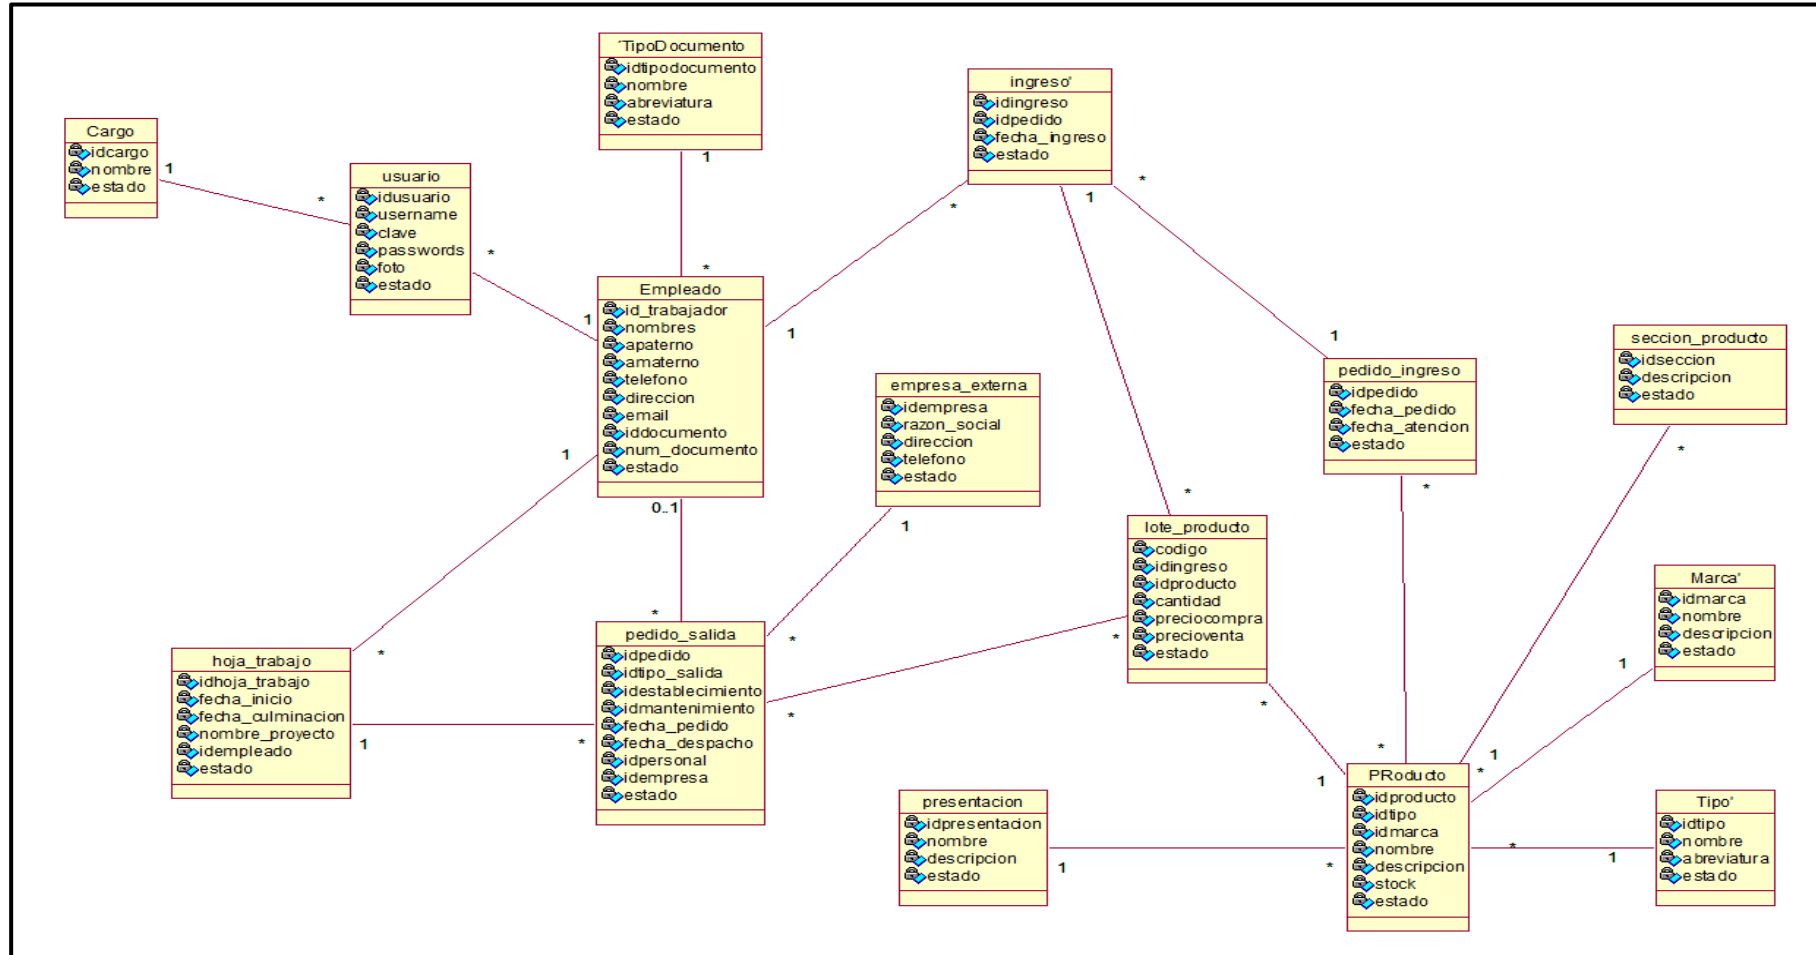 'TipoDocumento
idtipodocumento
nombre
abreviatura
estado
1
*
ingreso'
idingreso
idpedido
fecha_ingreso
estado
*
1
*
Cargo
idcargo
nombre
estado
1
*
usuario
idusuario
username
clave
passwords
foto
estado
*
1
Empleado
id_trabajador
nombres
apaterno
amaterno
telefono
direccion
email
iddocumento
num_documento
estado
1
1
0..1
empresa_externa
idempresa
razon_social
direccion
telefono
estado
1
*
1
pedido_ingreso
idpedido
fecha_pedido
fecha_atencion
estado
*
seccion_producto
idseccion
descripcion
estado
*
*
lote_producto
codigo
idingreso
idproducto
cantidad
preciocompra
precioventa
estado
*
*
Marca'
idmarca
nombre
descripcion
estado
1
*
hoja_trabajo
idhoja_trabajo
fecha_inicio
fecha_culminacion
nombre_proyecto
idempleado
estado
*
1
pedido_salida
idpedido
idtipo_salida
idestablecimiento
idmantenimiento
fecha_pedido
fecha_despacho
idpersonal
idempresa
estado
*
*
presentacion
idpresentacion
nombre
descripcion
estado
1
*
*
1
1
*
PRoducto
idproducto
idtipo
idmarca
nombre
descripcion
stock
estado
*
1
Tipo'
idtipo
nombre
abreviatura
estado